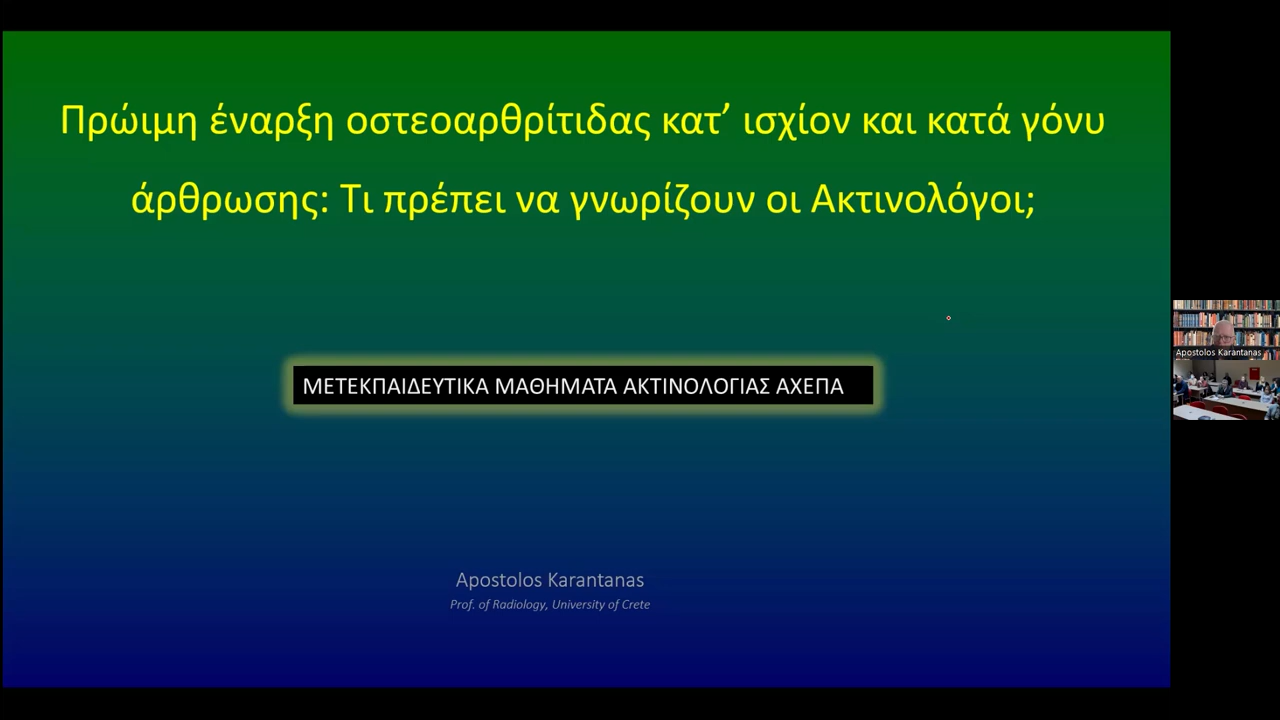 Πρώιμη έναρξη οστεοαρθρίτιδας κατ’ ισχίον και κατά γόνυ
άρθρωσης: Τι πρέπει να γνωρίζουν οι Ακτινολόγοι;
ΜΕΤΕΚΠΑΙΔΕΥΤΙΚΑ ΜΑΘΗΜΑΤΑ ΑΚΤΙΝΟΛΟΓΙΑΣ ΑΧΕΠΑ
Apostolos Karantanas
Prof. of Radiology, University of Crete
Apostolos Karantanas